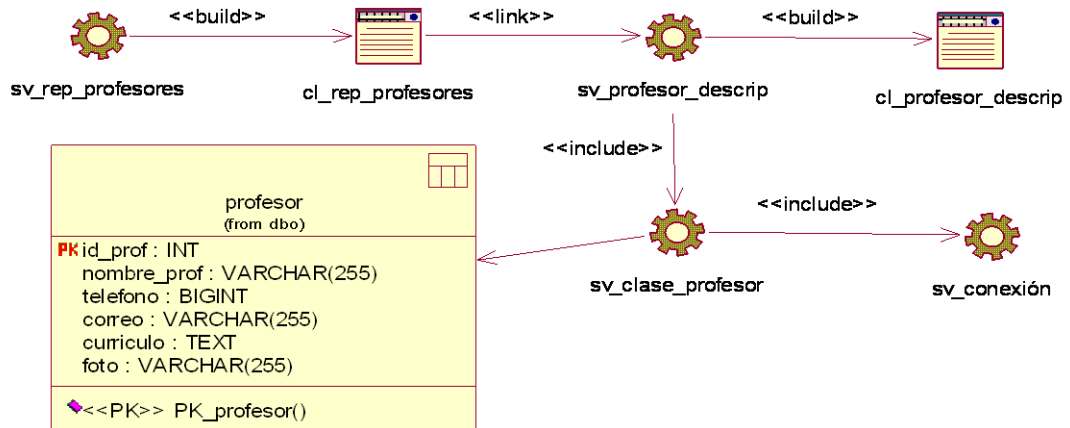 <<build>>
<<link>>
<<build>>
sv_rep_profesores
cl_rep_profesores
sv_profesor_descrip
cl_profesor_descrip
<<include>>
profesor
(from dbo)
PK id_prof : INT
nombre_prof : VARCHAR(255)
telefono : BIGINT
correo : VARCHAR(255)
curriculo : TEXT
foto : VARCHAR(255)
<<PK>> PK_profesor()
<<include>>
sv_clase_profesor
sv_conexión